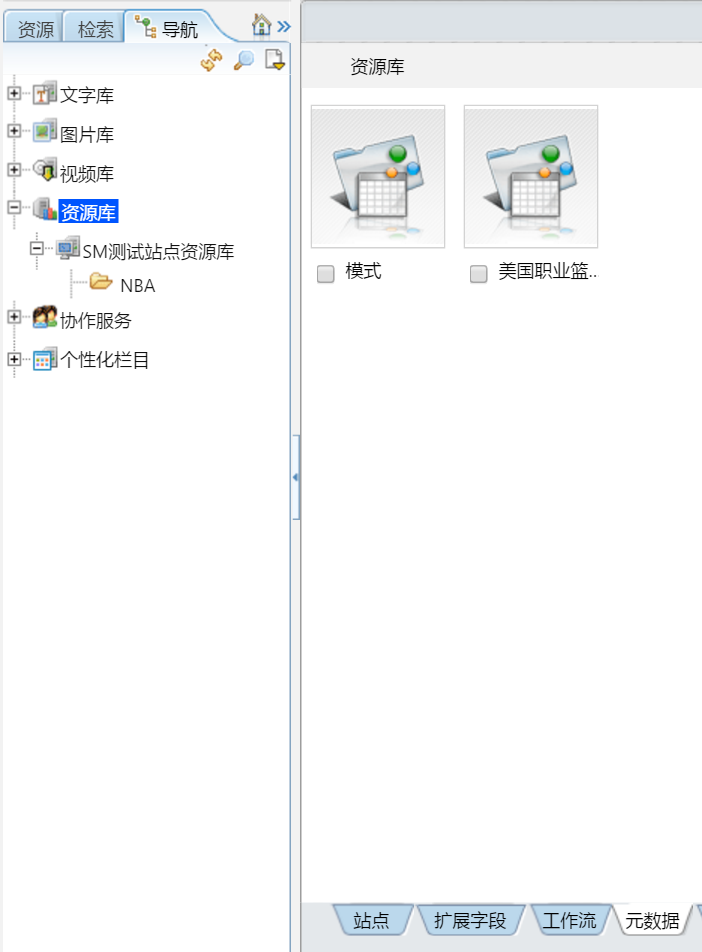 资源 检索 导航
文字库
图片库
视频库
资源库
SM测试站点资源库
NBA
协作服务
个性化栏目
资源库
模式 美国职业篮...
站点 扩展字段 工作流 元数据